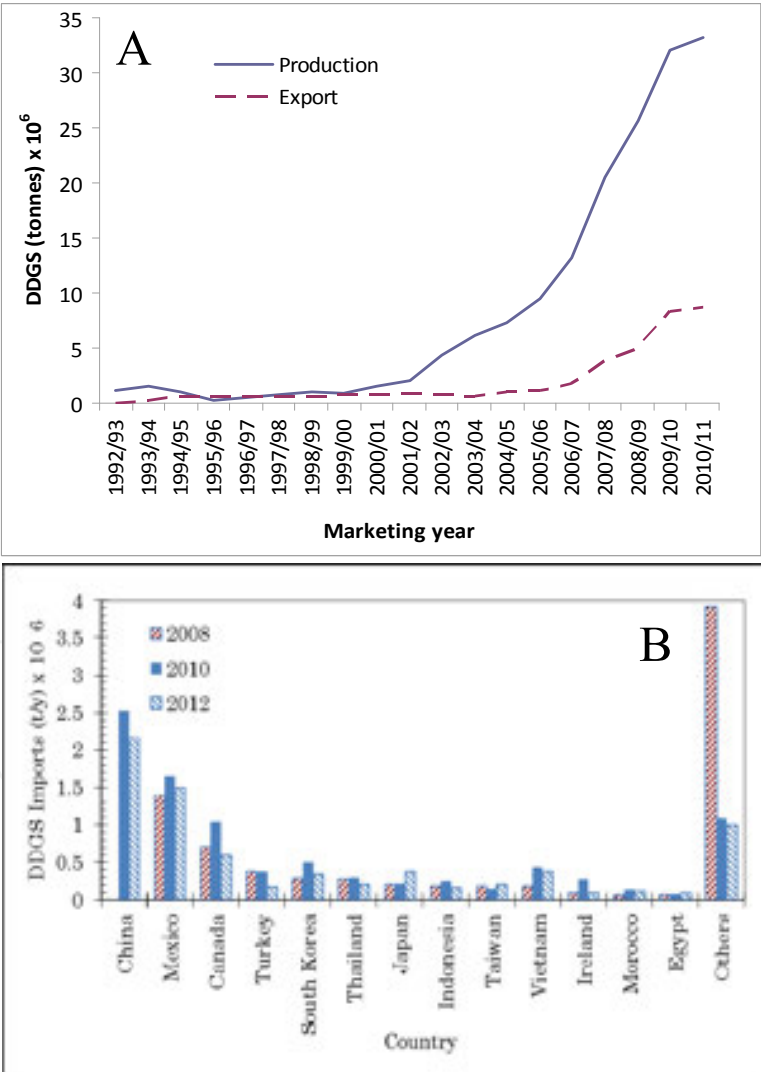 A
Production
Export
DDGS (tonnes) x 10^6
35
30
25
20
15
10
5
0
1992/93
1993/94
1994/95
1995/96
1996/97
1997/98
1998/99
1999/00
2000/01
2001/02
2002/03
2003/04
2004/05
2005/06
2006/07
2007/08
2008/09
2009/10
2010/11
Marketing year
B
2008
2010
2012
DDGS Imports (t/y) x 10 6
4
3.5
3
2.5
2
1.5
1
0.5
0
China
Mexico
Canada
Turkey
South Korea
Thailand
Japan
Indonesia
Taiwan
Vietnam
Ireland
Morocco
Egypt
Others
Country